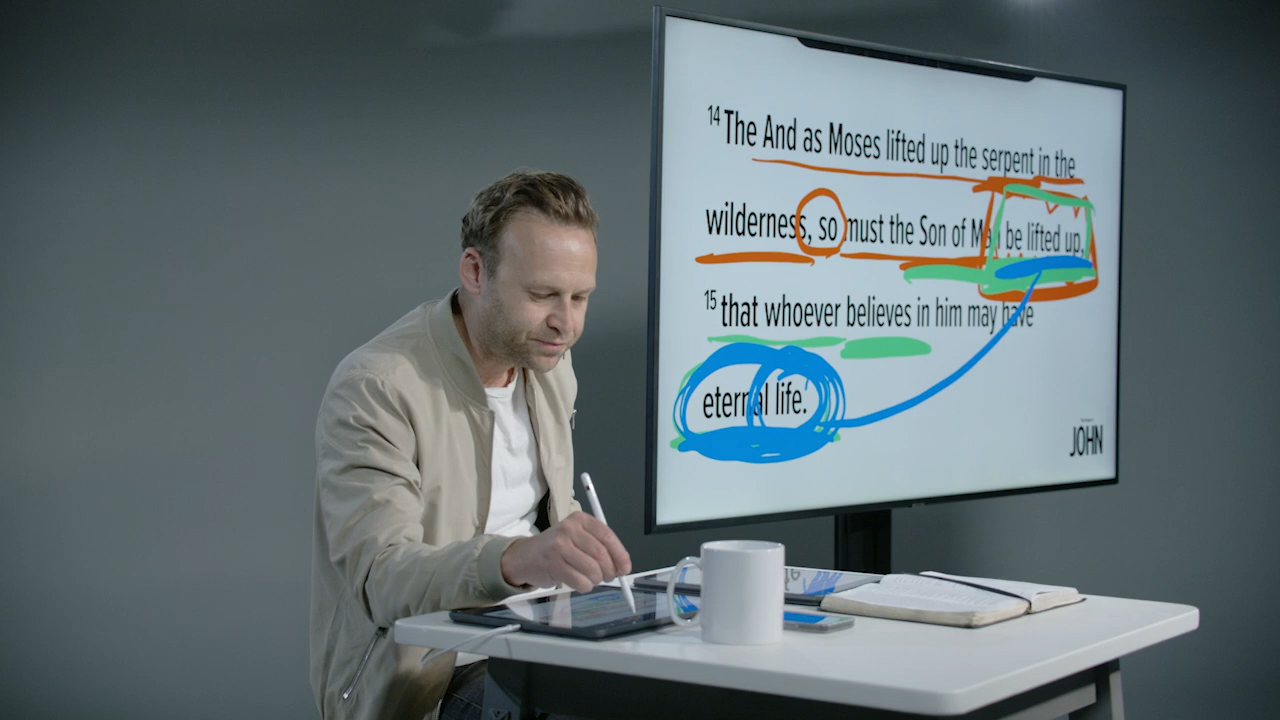 14 The And as Moses lifted up the serpent in the
wilderness, so must the Son of Man be lifted up,
15 that whoever believes in him may have
eternal life.
JOHN